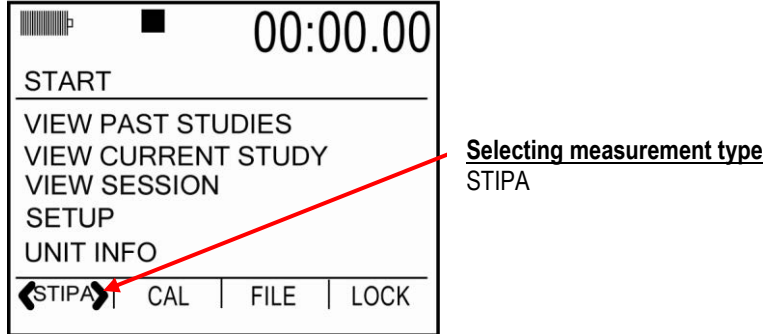 00:00.00
START
VIEW PAST STUDIES
VIEW CURRENT STUDY
VIEW SESSION
SETUP
UNIT INFO
STIPA CAL FILE LOCK
Selecting measurement type
STIPA